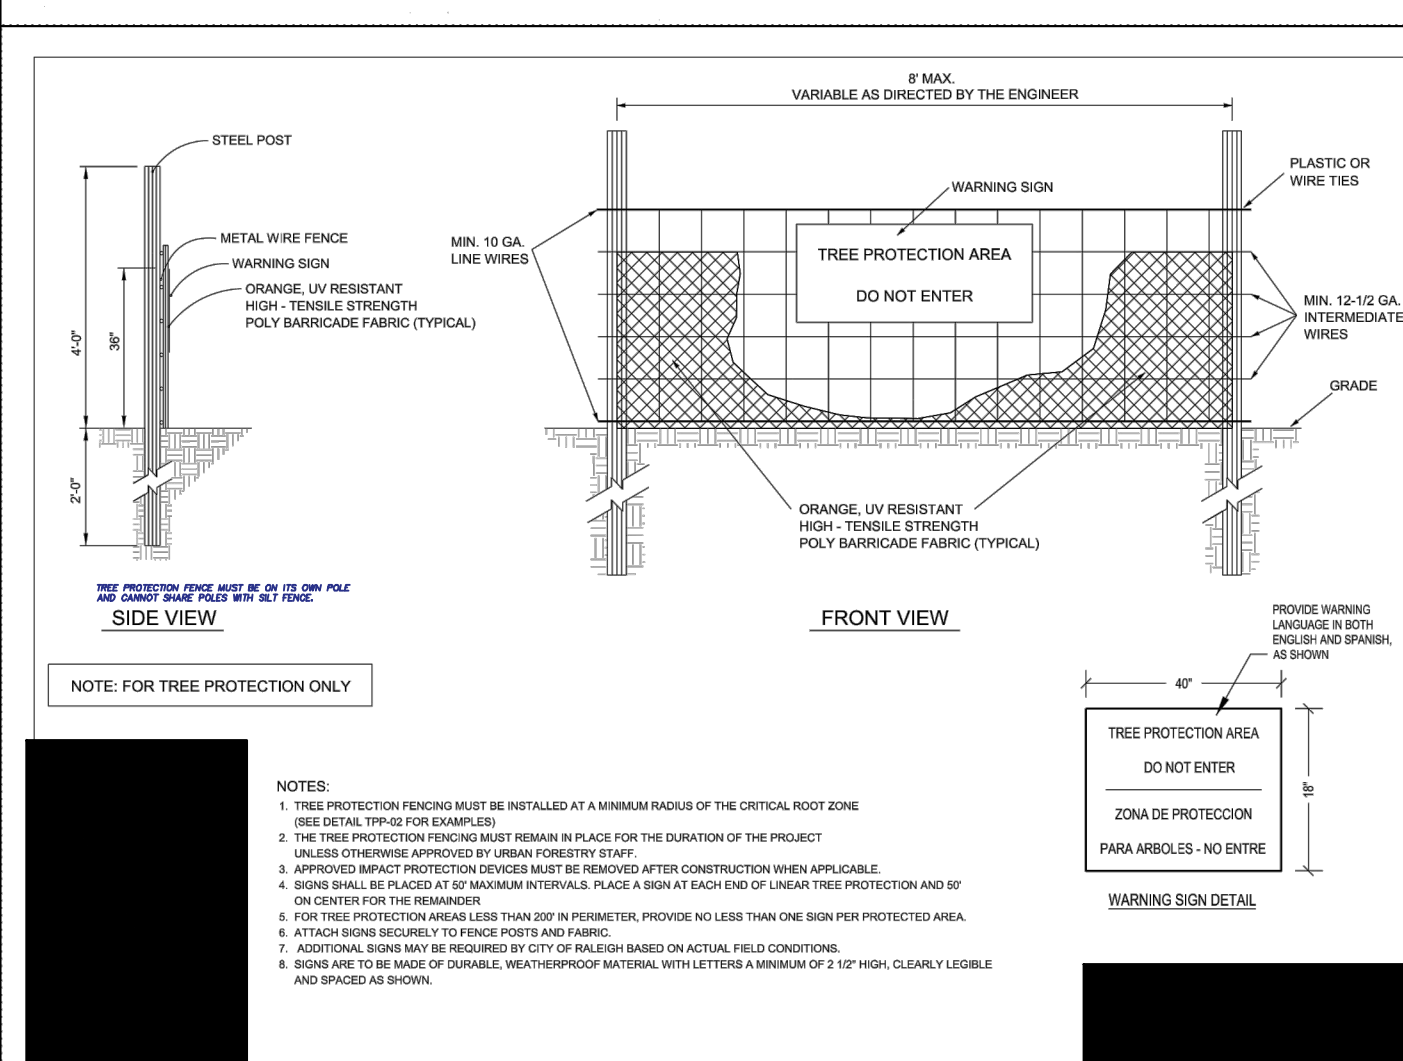 8' MAX.
VARIABLE AS DIRECTED BY THE ENGINEER
STEEL POST
METAL WIRE FENCE
WARNING SIGN
ORANGE, UV RESISTANT
HIGH - TENSILE STRENGTH
POLY BARRICADE FABRIC (TYPICAL)
4'-0"
36"
2'-0"
TREE PROTECTION FENCE MUST BE ON ITS OWN POLE
AND CANNOT SHARE POLES WITH SILT FENCE.
SIDE VIEW
NOTE: FOR TREE PROTECTION ONLY
MIN. 10 GA.
LINE WIRES
WARNING SIGN
TREE PROTECTION AREA
DO NOT ENTER
PLASTIC OR
WIRE TIES
MIN. 12-1/2 GA.
INTERMEDIATE
WIRES
GRADE
ORANGE, UV RESISTANT
HIGH - TENSILE STRENGTH
POLY BARRICADE FABRIC (TYPICAL)
FRONT VIEW
PROVIDE WARNING
LANGUAGE IN BOTH
ENGLISH AND SPANISH,
AS SHOWN
40"
18"
TREE PROTECTION AREA
DO NOT ENTER
ZONA DE PROTECCION
PARA ARBOLES - NO ENTRE
WARNING SIGN DETAIL
NOTES:
1. TREE PROTECTION FENCING MUST BE INSTALLED AT A MINIMUM RADIUS OF THE CRITICAL ROOT ZONE
(SEE DETAIL TPP-02 FOR EXAMPLES)
2. THE TREE PROTECTION FENCING MUST REMAIN IN PLACE FOR THE DURATION OF THE PROJECT
UNLESS OTHERWISE APPROVED BY URBAN FORESTRY STAFF.
3. APPROVED IMPACT PROTECTION DEVICES MUST BE REMOVED AFTER CONSTRUCTION WHEN APPLICABLE.
4. SIGNS SHALL BE PLACED AT 50' MAXIMUM INTERVALS. PLACE A SIGN AT EACH END OF LINEAR TREE PROTECTION AND 50'
ON CENTER FOR THE REMAINDER
5. FOR TREE PROTECTION AREAS LESS THAN 200' IN PERIMETER, PROVIDE NO LESS THAN ONE SIGN PER PROTECTED AREA.
6. ATTACH SIGNS SECURELY TO FENCE POSTS AND FABRIC.
7. ADDITIONAL SIGNS MAY BE REQUIRED BY CITY OF RALEIGH BASED ON ACTUAL FIELD CONDITIONS.
8. SIGNS ARE TO BE MADE OF DURABLE, WEATHERPROOF MATERIAL WITH LETTERS A MINIMUM OF 2 1/2" HIGH, CLEARLY LEGIBLE
AND SPACED AS SHOWN.